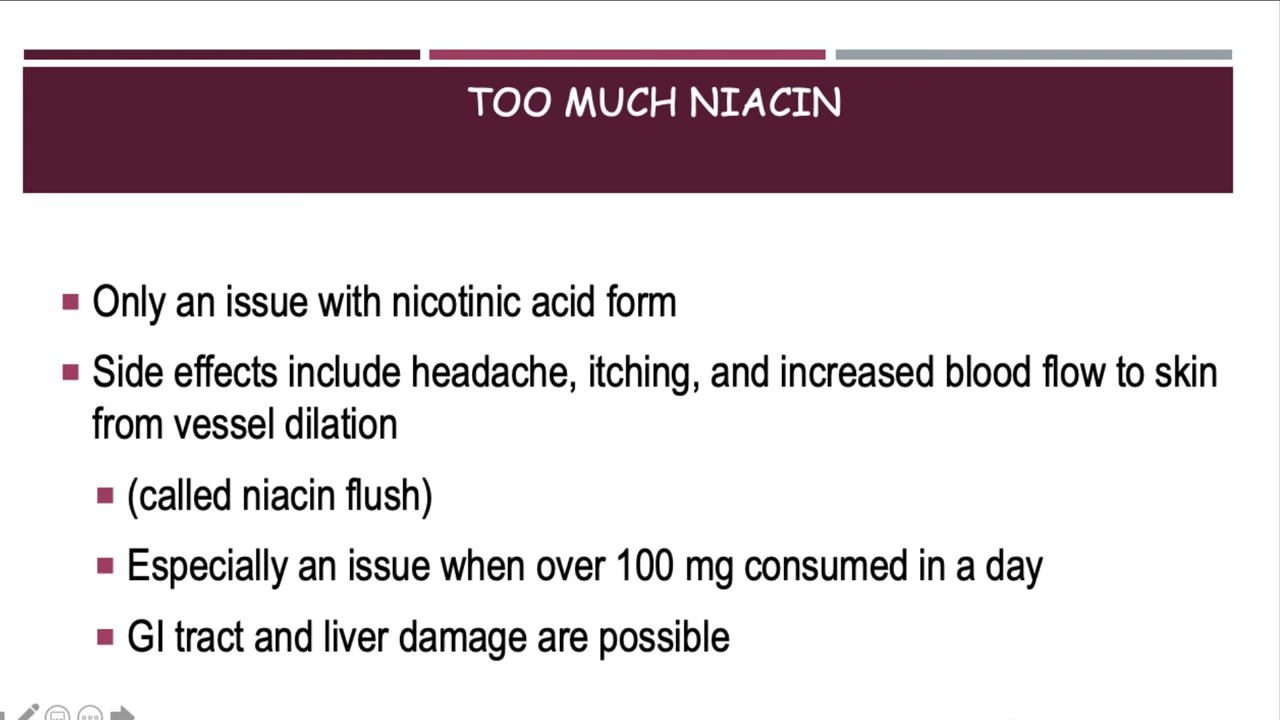 TOO MUCH NIACIN
Only an issue with nicotinic acid form
Side effects include headache, itching, and increased blood flow to skin
from vessel dilation
(called niacin flush)
Especially an issue when over 100 mg consumed in a day
GI tract and liver damage are possible